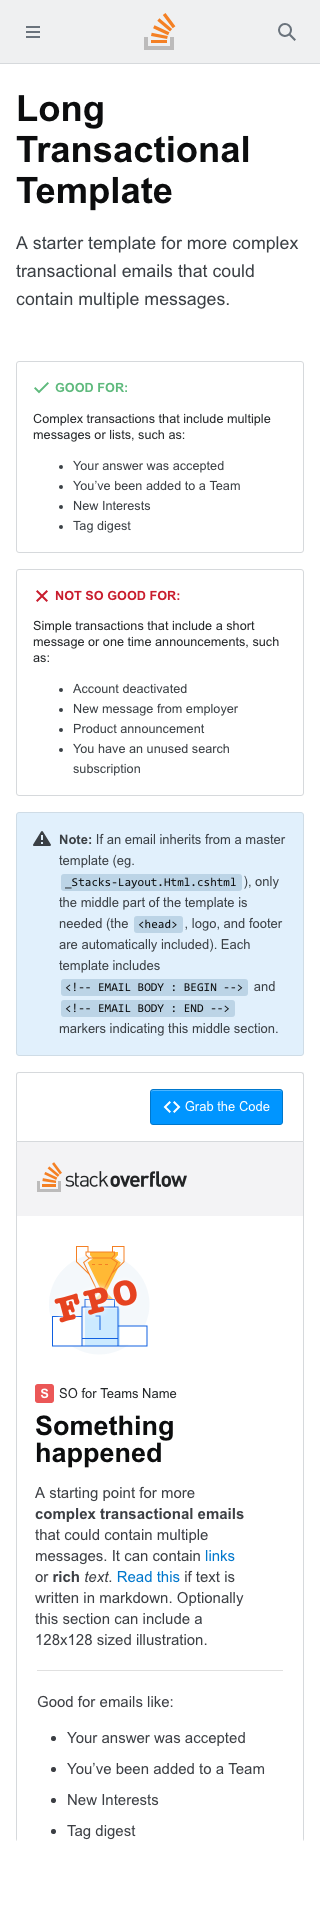 Long
Transactional
Template
A starter template for more complex
transactional emails that could
contain multiple messages.
GOOD FOR:
Complex transactions that include multiple
messages or lists, such as:
• Your answer was accepted
• You’ve been added to a Team
• New Interests
• Tag digest
NOT SO GOOD FOR:
Simple transactions that include a short
message or one time announcements, such
as:
• Account deactivated
• New message from employer
• Product announcement
• You have an unused search
subscription
Note: If an email inherits from a master
template (eg.
_Stacks-Layout.Html.cshtml ), only
the middle part of the template is
needed (the <head> , logo, and footer
are automatically included). Each
template includes
<!-- EMAIL BODY : BEGIN --> and
<!-- EMAIL BODY : END -->
markers indicating this middle section.
Grab the Code
stackoverflow
FPO
1
S SO for Teams Name
Something
happened
A starting point for more
complex transactional emails
that could contain multiple
messages. It can contain links
or rich text. Read this if text is
written in markdown. Optionally
this section can include a
128x128 sized illustration.
Good for emails like:
• Your answer was accepted
• You’ve been added to a Team
• New Interests
• Tag digest